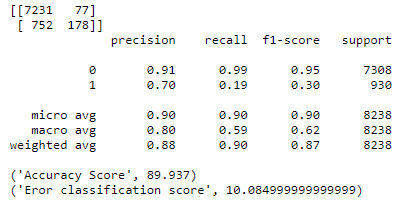 [[7231 77]
[ 752 178]]
precision recall f1-score support
0 0.91 0.99 0.95 7308
1 0.70 0.19 0.30 930
micro avg 0.90 0.90 0.90 8238
macro avg 0.80 0.59 0.62 8238
weighted avg 0.88 0.90 0.87 8238
('Accuracy Score', 89.937)
('Eror classification score', 10.084999999999999)